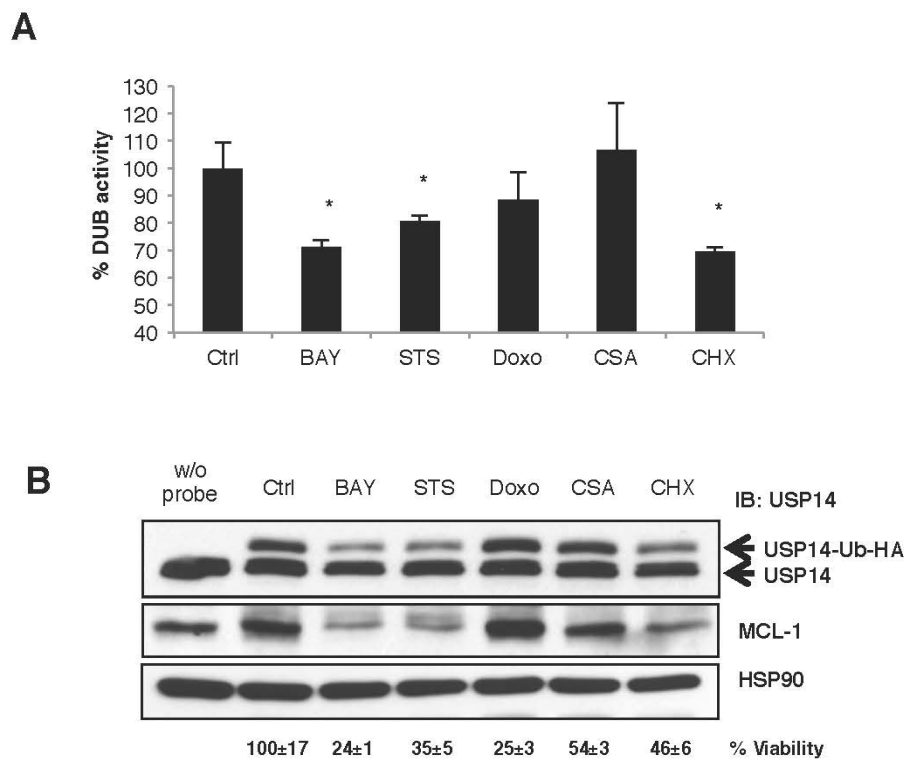 A
% DUB activity
130
120
110
100
90
80
70
60
50
40
* * *
Ctrl BAY STS Doxo CSA CHX
B
w/o probe Ctrl BAY STS Doxo CSA CHX
IB: USP14
USP14-Ub-HA
USP14
MCL-1
HSP90
100±17 24±1 35±5 25±3 54±3 46±6 % Viability